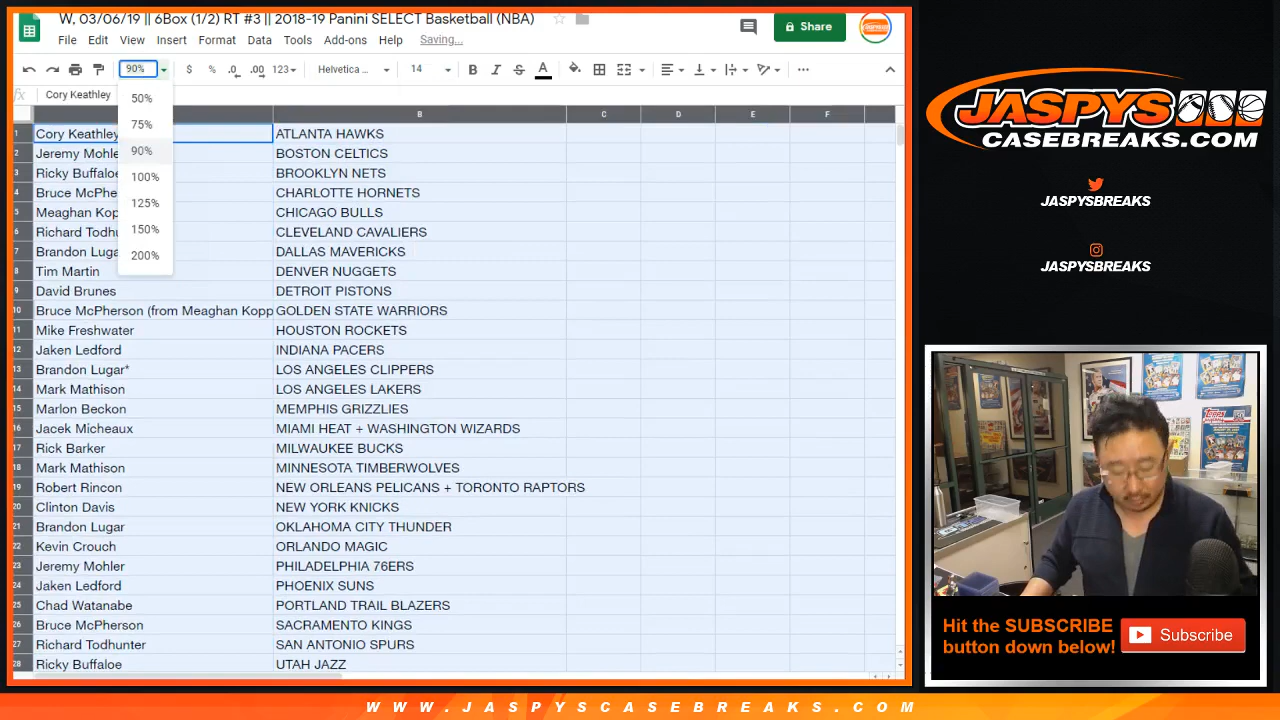 W, 03/06/19 || 6Box (1/2) RT #3 || 2018-19 Panini SELECT Basketball (NBA)
File Edit View Insert Format Data Tools Add-ons Help Saving...
Share
90% $ % .0 .00 123 Helvetica ... 14 B I S A
fx Cory Keathley
50%
75%
90%
100%
125%
150%
200%
B C D E F
1 Cory Keathley ATLANTA HAWKS
2 Jeremy Mohle BOSTON CELTICS
3 Ricky Buffaloe BROOKLYN NETS
4 Bruce McPhe CHARLOTTE HORNETS
5 Meaghan Kop CHICAGO BULLS
6 Richard Todhu CLEVELAND CAVALIERS
7 Brandon Luga DALLAS MAVERICKS
8 Tim Martin DENVER NUGGETS
9 David Brunes DETROIT PISTONS
10 Bruce McPherson (from Meaghan Kopp GOLDEN STATE WARRIORS
11 Mike Freshwater HOUSTON ROCKETS
12 Jaken Ledford INDIANA PACERS
13 Brandon Lugar* LOS ANGELES CLIPPERS
14 Mark Mathison LOS ANGELES LAKERS
15 Marlon Beckon MEMPHIS GRIZZLIES
16 Jacek Micheaux MIAMI HEAT + WASHINGTON WIZARDS
17 Rick Barker MILWAUKEE BUCKS
18 Mark Mathison MINNESOTA TIMBERWOLVES
19 Robert Rincon NEW ORLEANS PELICANS + TORONTO RAPTORS
20 Clinton Davis NEW YORK KNICKS
21 Brandon Lugar OKLAHOMA CITY THUNDER
22 Kevin Crouch ORLANDO MAGIC
23 Jeremy Mohler PHILADELPHIA 76ERS
24 Jaken Ledford PHOENIX SUNS
25 Chad Watanabe PORTLAND TRAIL BLAZERS
26 Bruce McPherson SACRAMENTO KINGS
27 Richard Todhunter SAN ANTONIO SPURS
28 Ricky Buffaloe UTAH JAZZ
JASPYS
CASEBREAKS.COM
JASPYSBREAKS
JASPYSBREAKS
Hit the SUBSCRIBE
button down below!
Subscribe
WWW.JASPYSCASEBREAKS.COM